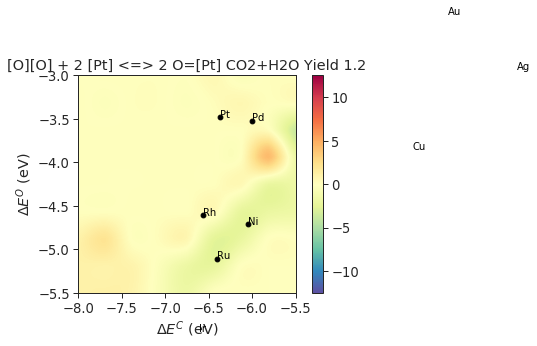 Au
Ag
[O][O] + 2 [Pt] <=> 2 O=[Pt] CO2+H2O Yield 1.2
Cu
−3.0
−3.5
−4.0
−4.5
−5.0
−5.5
ΔE^O (eV)
Pt
Pd
Rh
Ni
Ru
−8.0 −7.5 −7.0 −6.5 −6.0 −5.5
ΔE^C (eV)
Ir
10
5
0
−5
−10